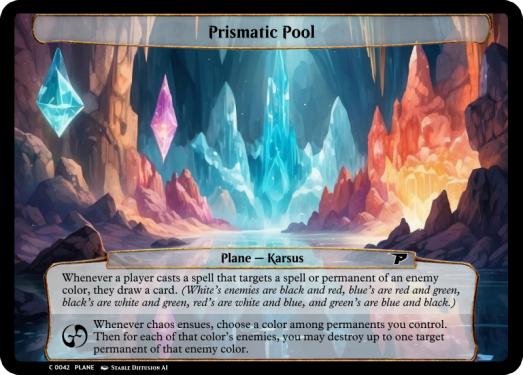 Prismatic Pool
Plane — Karsus
Whenever a player casts a spell that targets a spell or permanent of an enemy
color, they draw a card. (White's enemies are black and red, blue's are red and green,
black's are white and green, red's are white and blue, and green's are blue and black.)
Whenever chaos ensues, choose a color among permanents you control.
Then for each of that color's enemies, you may destroy up to one target
permanent of that enemy color.
C 0042 PLANE Stable Diffusion AI